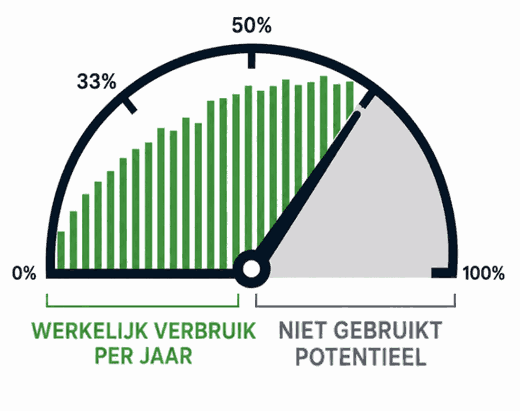 50%
33%
0%
100%
WERKELIJK VERBRUIK
PER JAAR
NIET GEBRUIKT
POTENTIEEL